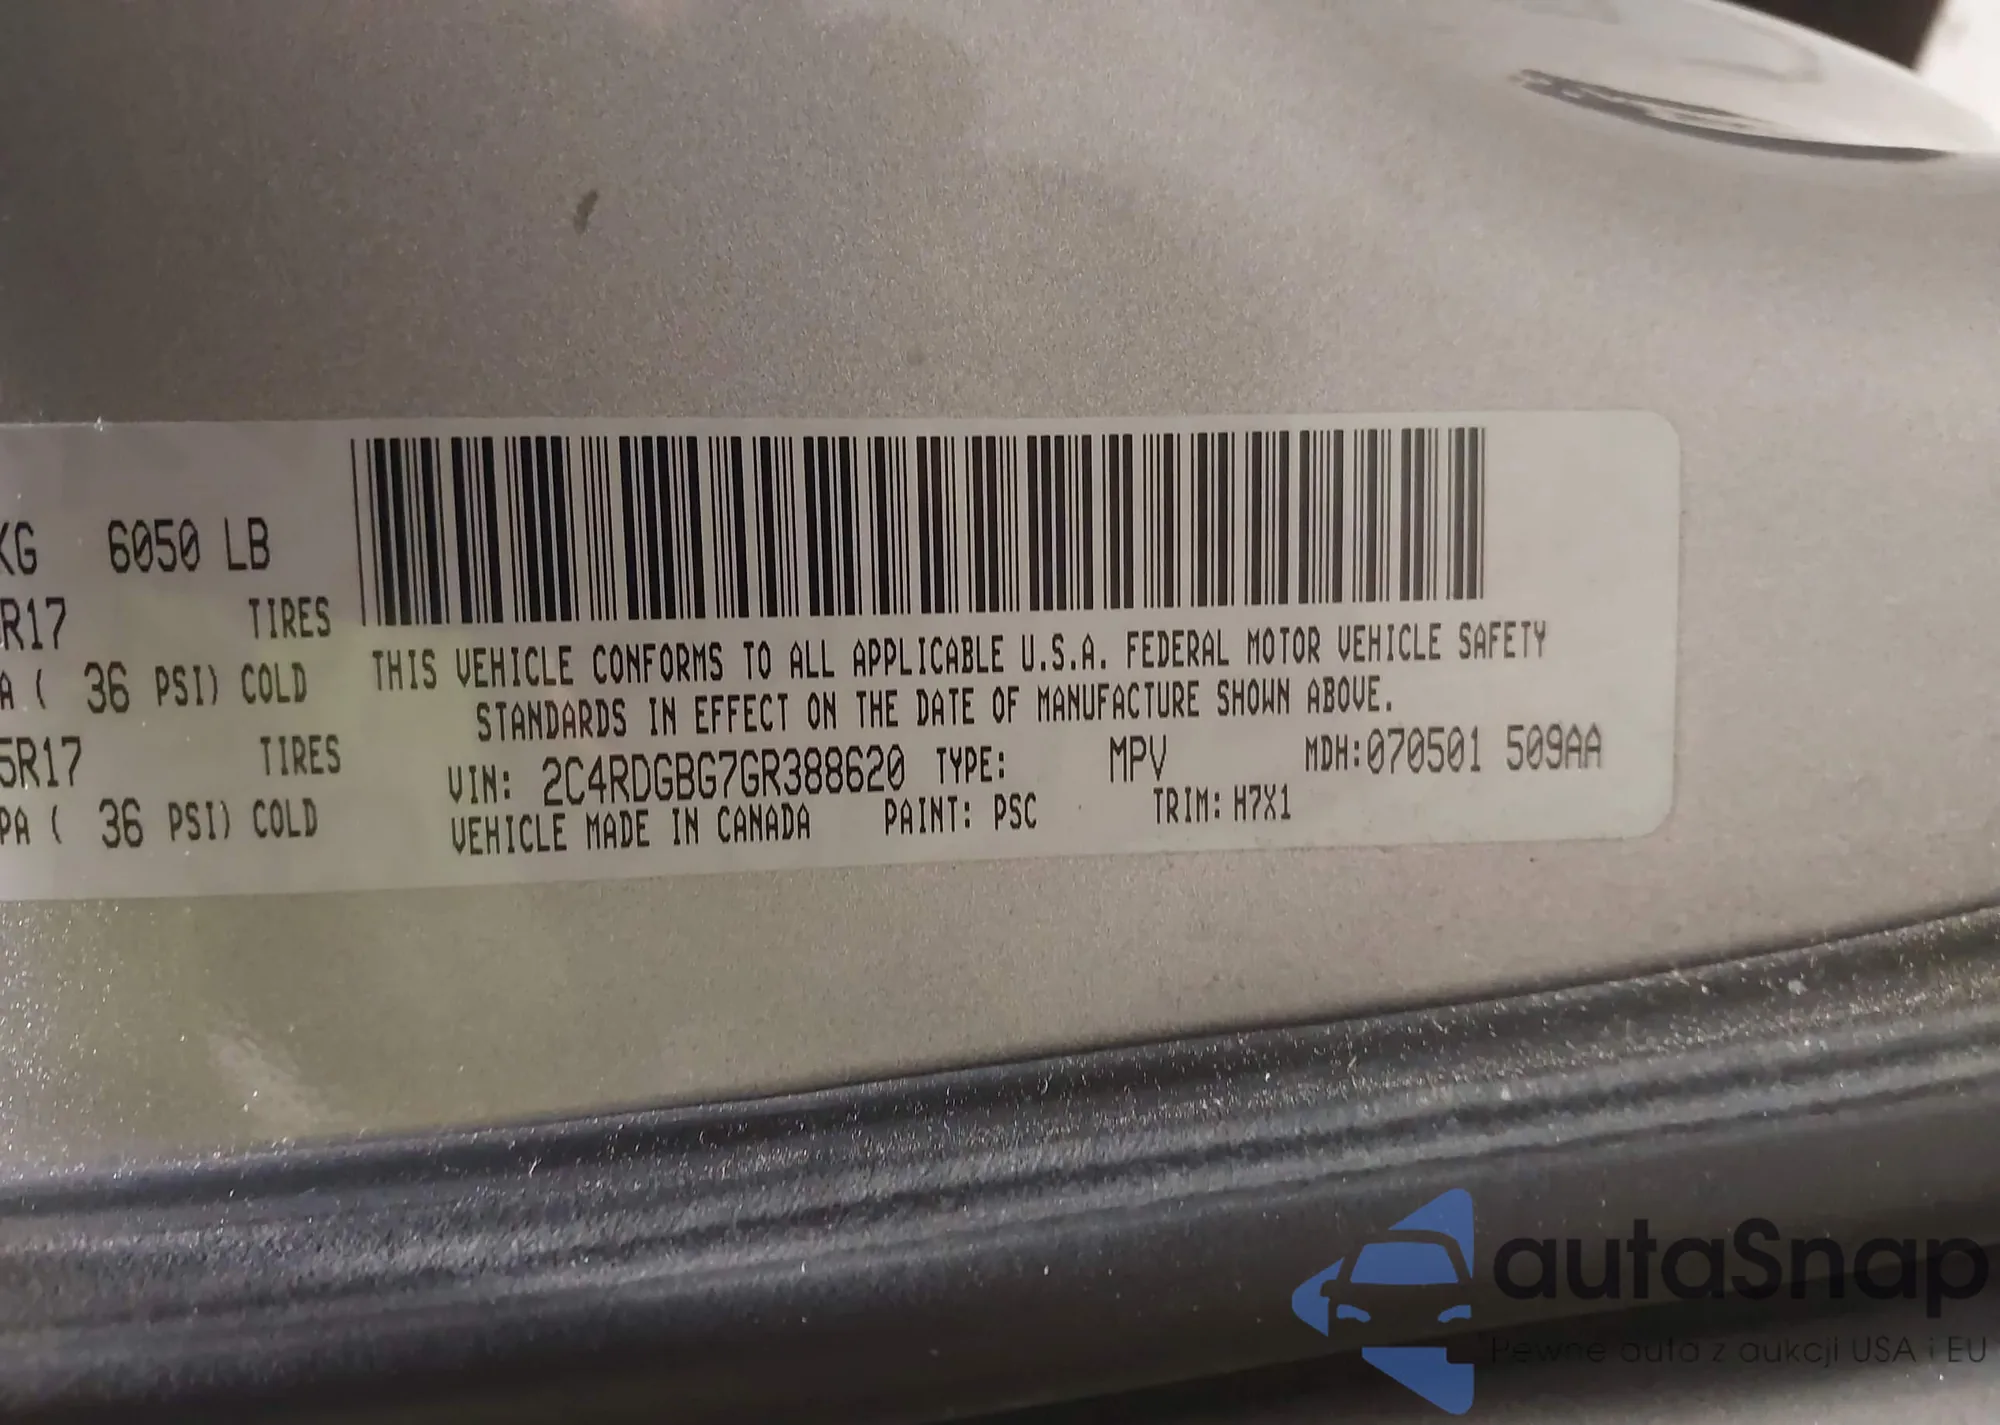 KG 6050 LB
R17 TIRES
A ( 36 PSI) COLD
5R17 TIRES
PA ( 36 PSI) COLD
THIS VEHICLE CONFORMS TO ALL APPLICABLE U.S.A. FEDERAL MOTOR VEHICLE SAFETY
STANDARDS IN EFFECT ON THE DATE OF MANUFACTURE SHOWN ABOVE.
VIN: 2C4RDGBG7GR388620 TYPE: MPV MDH:070501 509AA
VEHICLE MADE IN CANADA PAINT: PSC TRIM: H7X1
autaSnap
Pewne auta z aukcji USA i EU